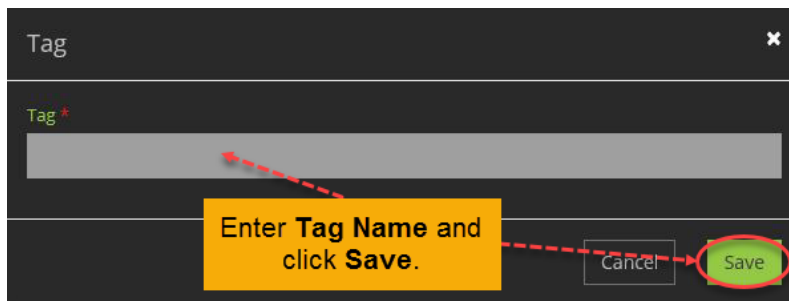 Tag
Tag *
Enter Tag Name and
click Save.
Cancel
Save